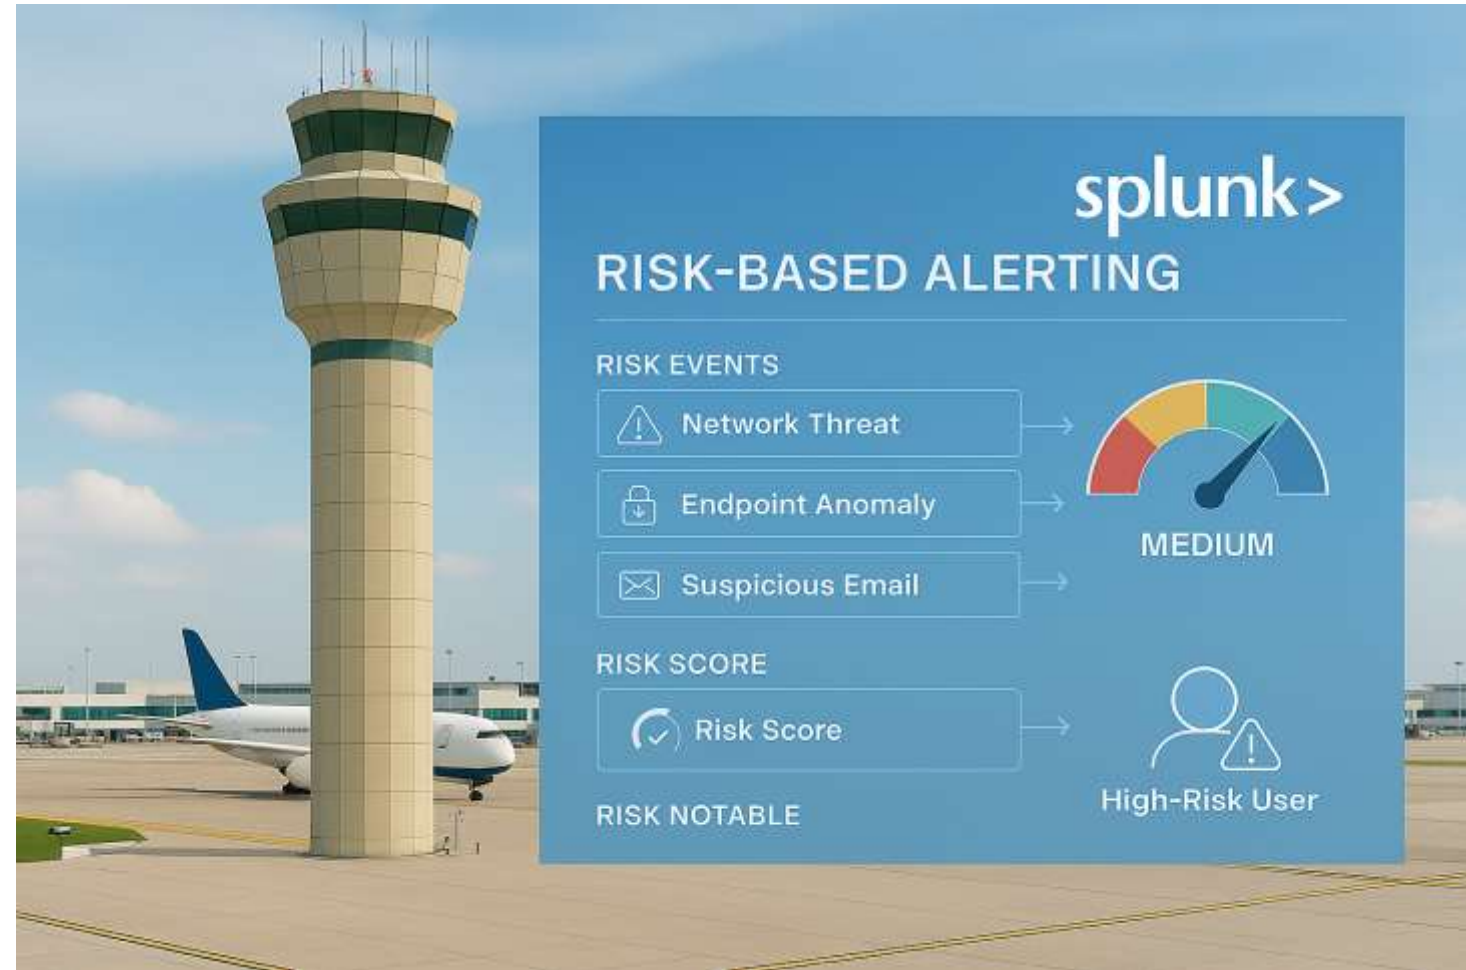 splunk>
RISK-BASED ALERTING
RISK EVENTS
Network Threat
Endpoint Anomaly
MEDIUM
Suspicious Email
RISK SCORE
Risk Score
High-Risk User
RISK NOTABLE